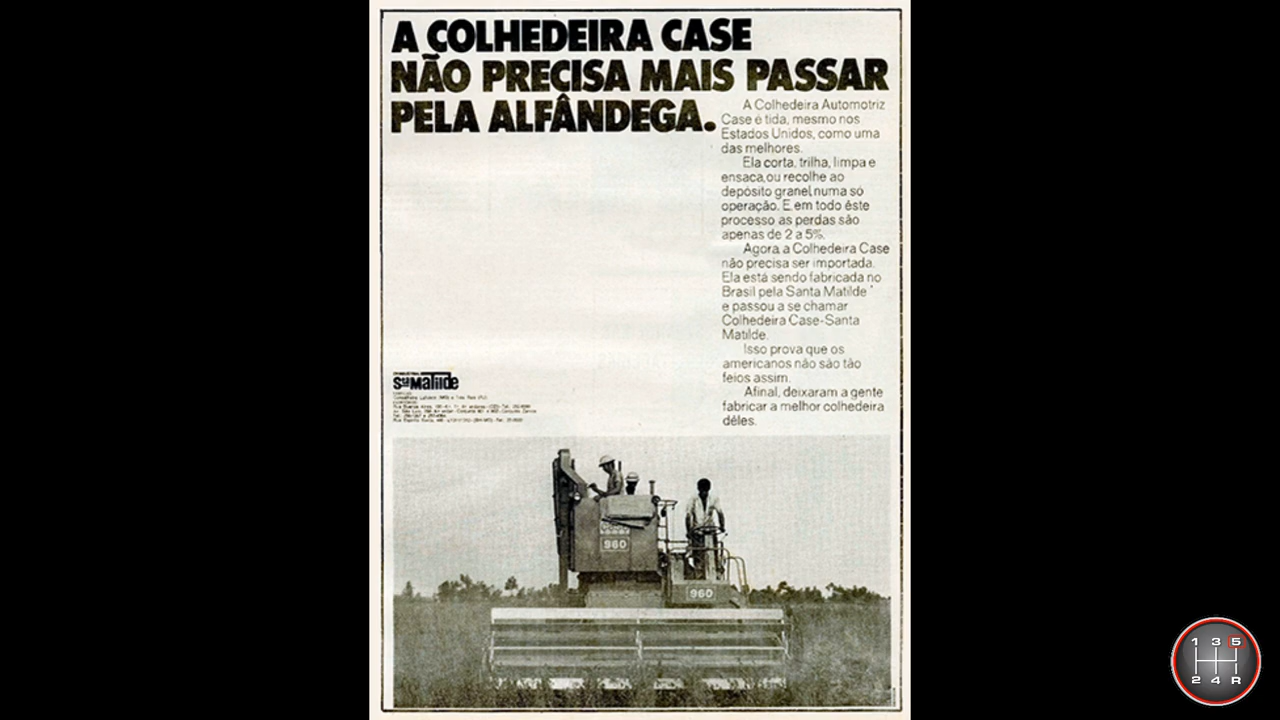 A COLHEDEIRA CASE
NÃO PRECISA MAIS PASSAR
PELA ALFÂNDEGA.
A Colhedeira Automotriz
Case é tida, mesmo nos
Estados Unidos, como uma
das melhores.
Ela corta, trilha, limpa e
ensaca,ou recolhe ao
depósito granel, numa só
operação. E em todo êste
processo as perdas são
apenas de 2 a 5%.
Agora, a Colhedeira Case
não precisa ser importada.
Ela está sendo fabricada no
Brasil pela Santa Matilde
e passou a se chamar
Colhedeira Case-Santa
Matilde.
Isso prova que os
americanos não são tão
feios assim.
Afinal, deixaram a gente
fabricar a melhor colhedeira
dêles.
Sta Matilde
960
960
1 3 5
2 4 R